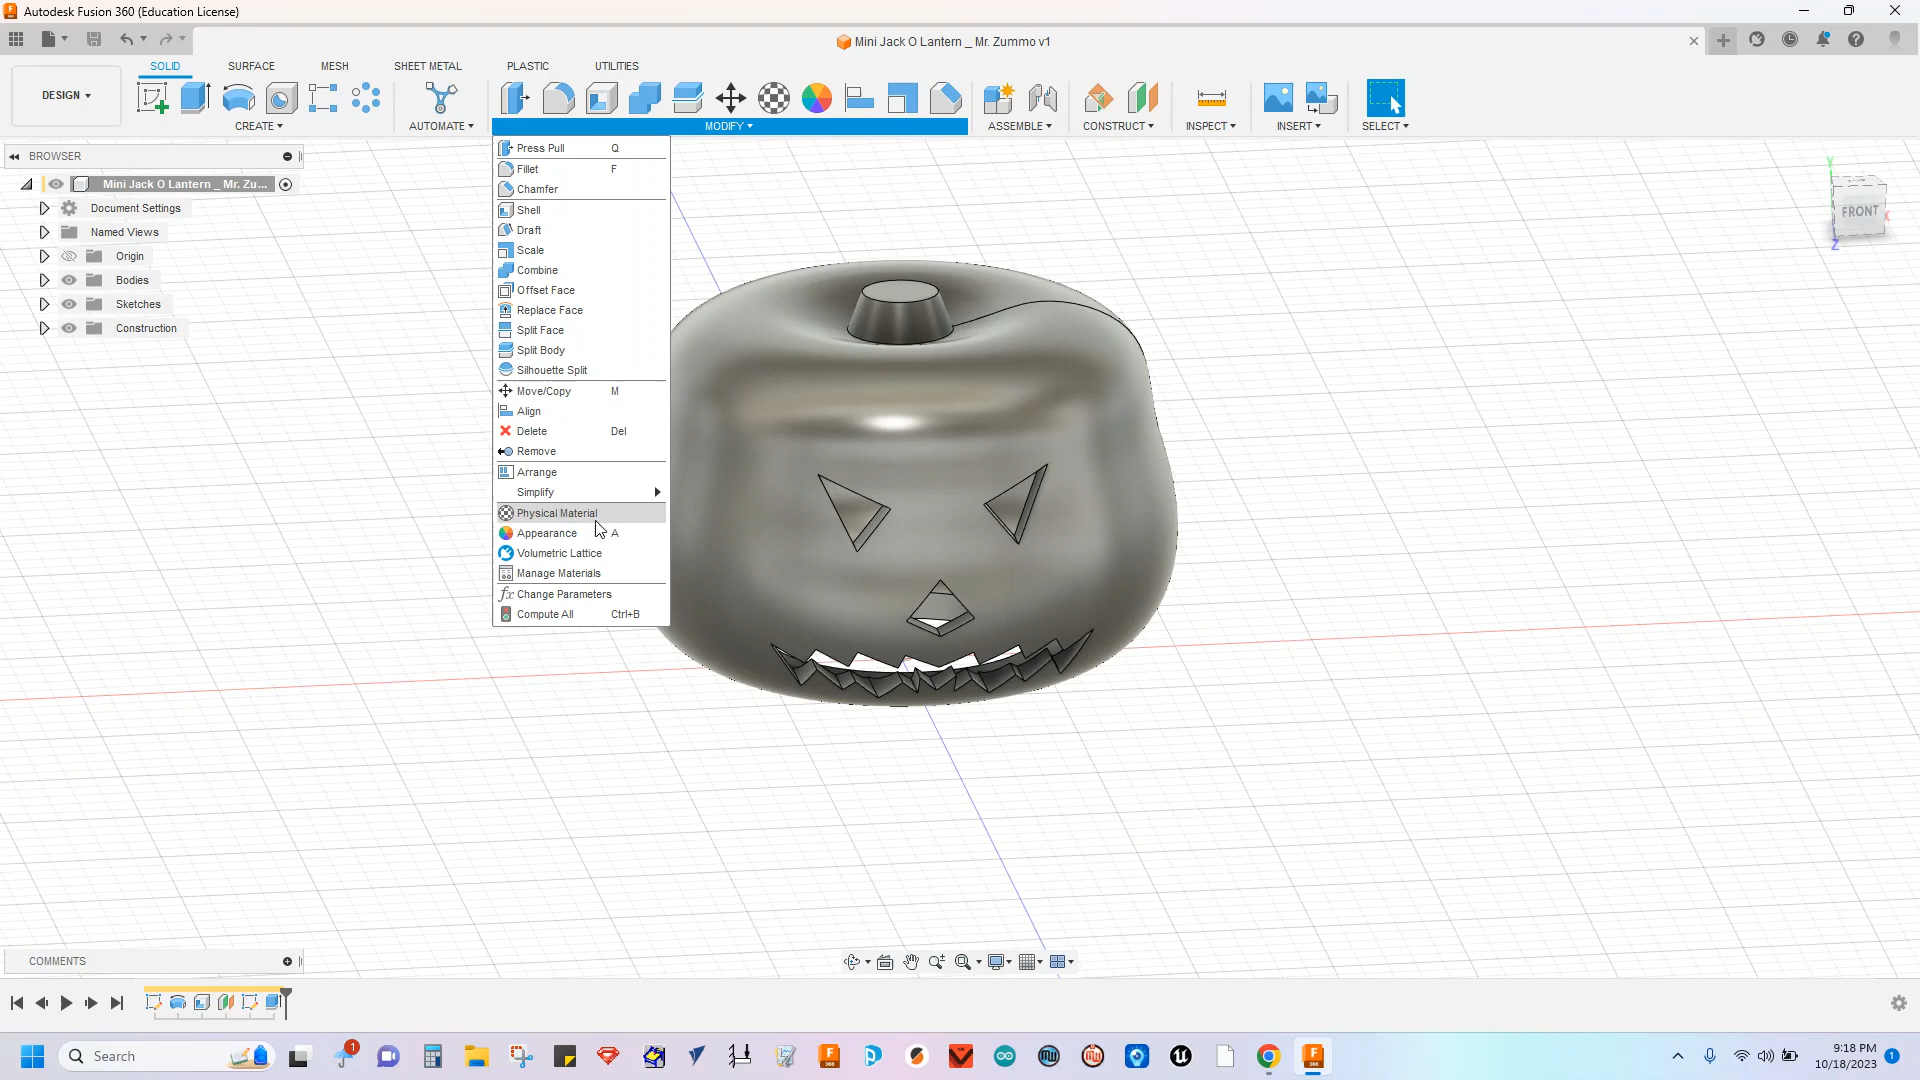 Autodesk Fusion 360 (Education License)
Mini Jack O Lantern _ Mr. Zummo v1
SOLID SURFACE MESH SHEET METAL PLASTIC UTILITIES
DESIGN
CREATE AUTOMATE MODIFY ASSEMBLE CONSTRUCT INSPECT INSERT SELECT
BROWSER
Mini Jack O Lantern _ Mr. Zu...
Document Settings
Named Views
Origin
Bodies
Sketches
Construction
Press Pull Q
Fillet F
Chamfer
Shell
Draft
Scale
Combine
Offset Face
Replace Face
Split Face
Split Body
Silhouette Split
Move/Copy M
Align
Delete Del
Remove
Arrange
Simplify
Physical Material
Appearance A
Volumetric Lattice
Manage Materials
fx Change Parameters
Compute All Ctrl+B
Y
FRONT
X
Z
COMMENTS
Search
1
9:18 PM
10/18/2023
1